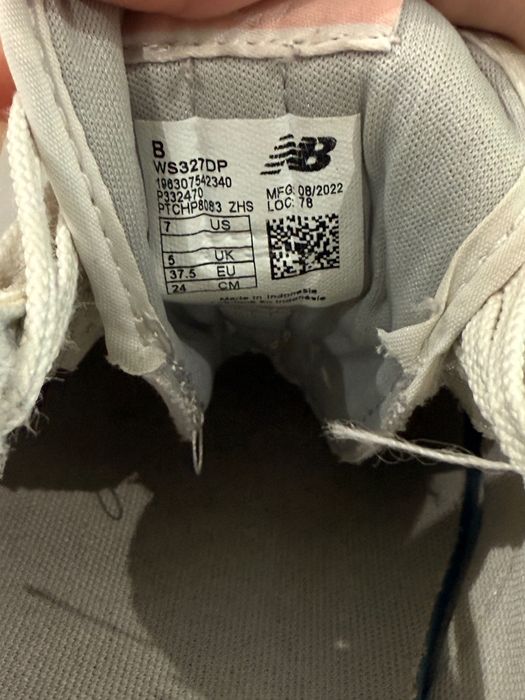 B
WS327DP
196307542340
P332470
PTCHP8083 ZHS
NB
MFG: 08/2022
LOC: 78
7 US
5 UK
37.5 EU
24 CM
Made in Indonesia